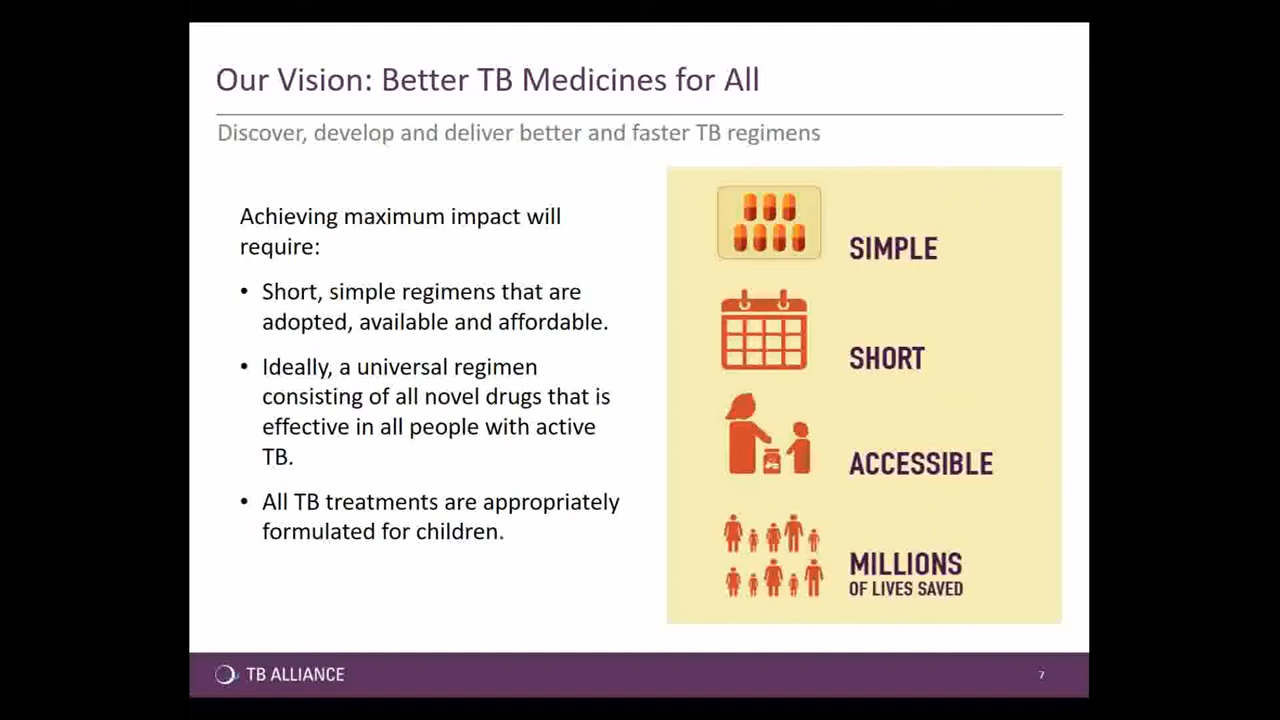 Our Vision: Better TB Medicines for All
Discover, develop and deliver better and faster TB regimens
Achieving maximum impact will
require:
• Short, simple regimens that are
adopted, available and affordable.
• Ideally, a universal regimen
consisting of all novel drugs that is
effective in all people with active
TB.
• All TB treatments are appropriately
formulated for children.
SIMPLE
SHORT
ACCESSIBLE
MILLIONS
OF LIVES SAVED
TB ALLIANCE
7